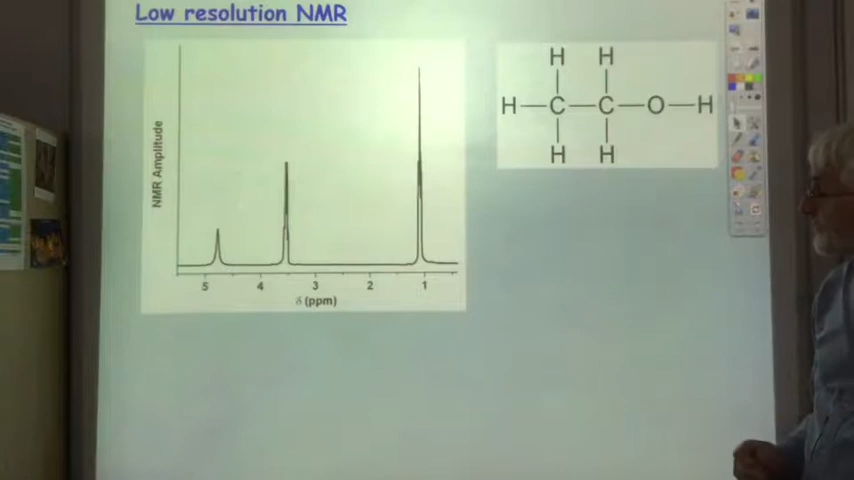 Low resolution NMR
NMR Amplitude
5 4 3 2 1
δ (ppm)
H H
H—C—C—O—H
H H